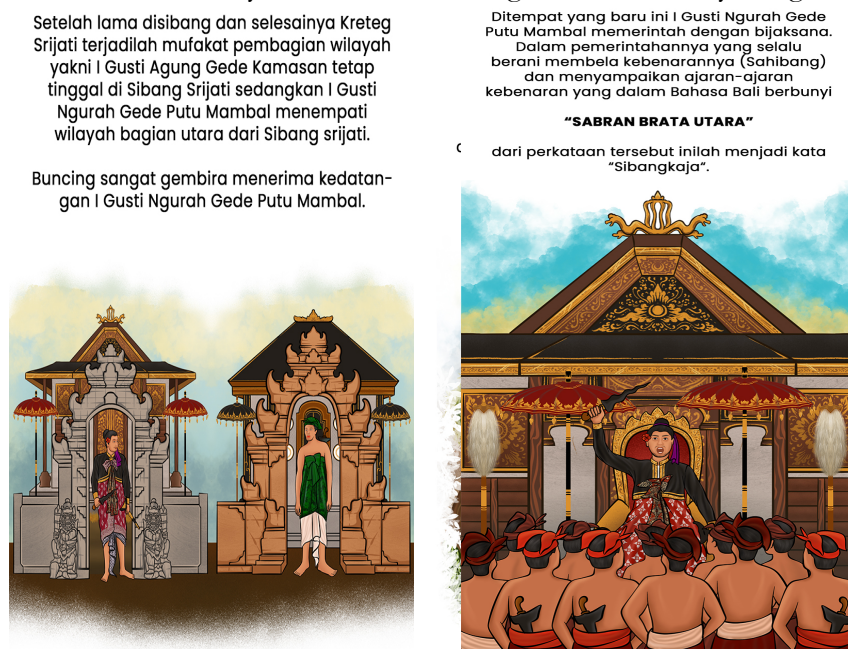 Setelah lama disibang dan selesainya Kreteg
Srijati terjadilah mufakat pembagian wilayah
yakni I Gusti Agung Gede Kamasan tetap
tinggal di Sibang Srijati sedangkan I Gusti
Ngurah Gede Putu Mambal menempati
wilayah bagian utara dari Sibang srijati.
Buncing sangat gembira menerima kedatan-
gan I Gusti Ngurah Gede Putu Mambal.
Ditempat yang baru ini I Gusti Ngurah Gede
Putu Mambal memerintah dengan bijaksana.
Dalam pemerintahannya yang selalu
berani membela kebenarannya (Sahibang)
dan menyampaikan ajaran-ajaran
kebenaran yang dalam Bahasa Bali berbunyi
“SABRAN BRATA UTARA”
dari perkataan tersebut inilah menjadi kata
“Sibangkaja”.